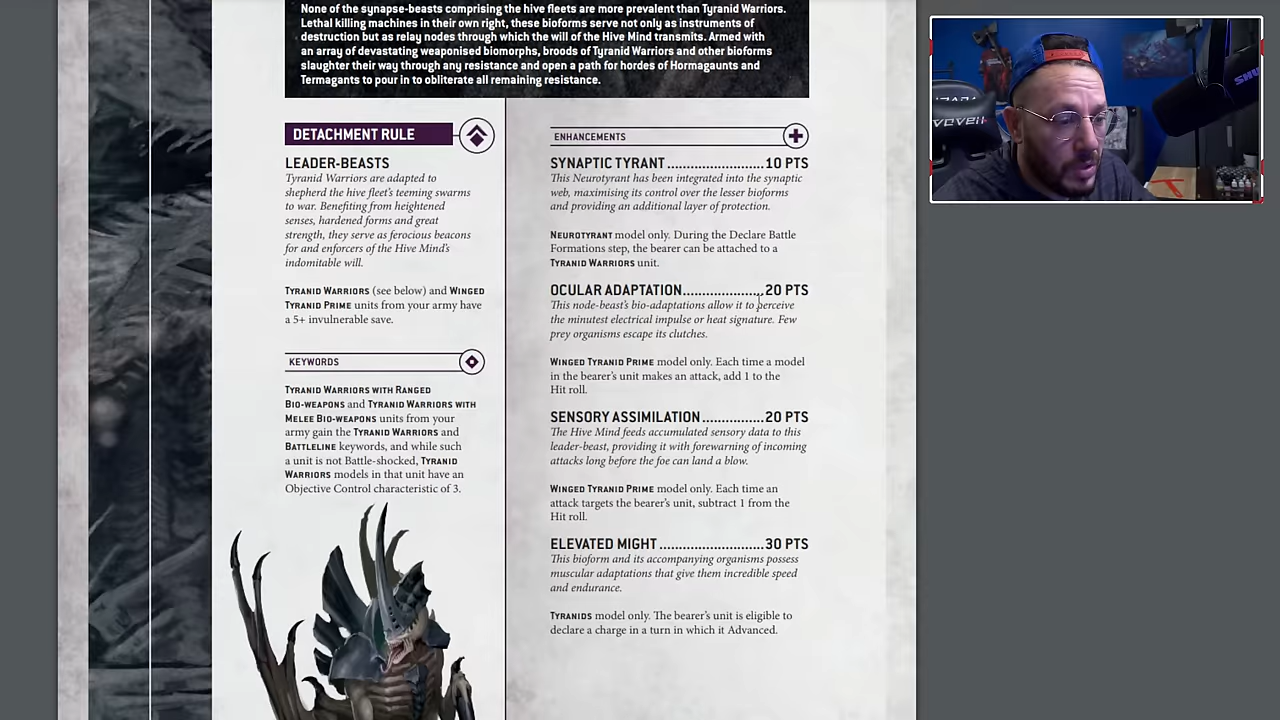 None of the synapse-beasts comprising the hive fleets are more prevalent than Tyranid Warriors.
Lethal killing machines in their own right, these bioforms serve not only as instruments of
destruction but as relay nodes through which the will of the Hive Mind transmits. Armed with
an array of devastating weaponised biomorphs, broods of Tyranid Warriors and other bioforms
slaughter their way through any resistance and open a path for hordes of Hormagaunts and
Termagants to pour in to obliterate all remaining resistance.
DETACHMENT RULE
LEADER-BEASTS
Tyranid Warriors are adapted to
shepherd the hive fleet's teeming swarms
to war. Benefiting from heightened
senses, hardened forms and great
strength, they serve as ferocious beacons
for and enforcers of the Hive Mind's
indomitable will.
TYRANID WARRIORS (see below) and WINGED
TYRANID PRIME units from your army have
a 5+ invulnerable save.
KEYWORDS
TYRANID WARRIORS WITH RANGED
BIO-WEAPONS and TYRANID WARRIORS WITH
MELEE BIO-WEAPONS units from your
army gain the TYRANID WARRIORS and
BATTLELINE keywords, and while such
a unit is not Battle-shocked, TYRANID
WARRIORS models in that unit have an
Objective Control characteristic of 3.
ENHANCEMENTS
SYNAPTIC TYRANT ..................... 10 PTS
This Neurotyrant has been integrated into the synaptic
web, maximising its control over the lesser bioforms
and providing an additional layer of protection.
NEUROTYRANT model only. During the Declare Battle
Formations step, the bearer can be attached to a
TYRANID WARRIORS unit.
OCULAR ADAPTATION.................. 20 PTS
This node-beast's bio-adaptations allow it to perceive
the minutest electrical impulse or heat signature. Few
prey organisms escape its clutches.
WINGED TYRANID PRIME model only. Each time a model
in the bearer's unit makes an attack, add 1 to the
Hit roll.
SENSORY ASSIMILATION .............. 20 PTS
The Hive Mind feeds accumulated sensory data to this
leader-beast, providing it with forewarning of incoming
attacks long before the foe can land a blow.
WINGED TYRANID PRIME model only. Each time an
attack targets the bearer's unit, subtract 1 from the
Hit roll.
ELEVATED MIGHT ....................... 30 PTS
This bioform and its accompanying organisms possess
muscular adaptations that give them incredible speed
and endurance.
TYRANIDS model only. The bearer's unit is eligible to
declare a charge in a turn in which it Advanced.